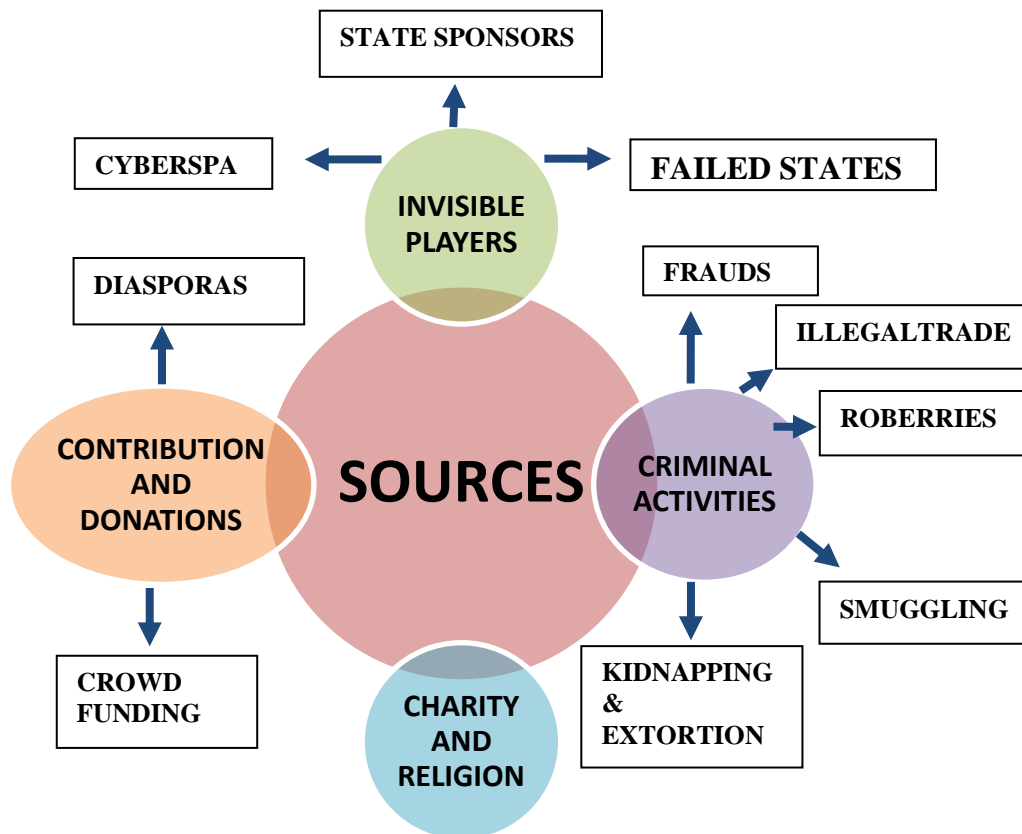 STATE SPONSORS
CYBERSPA
FAILED STATES
INVISIBLE
PLAYERS
DIASPORAS
FRAUDS
ILLEGALTRADE
ROBERRIES
CONTRIBUTION
AND
DONATIONS
SOURCES
CRIMINAL
ACTIVITIES
SMUGGLING
CROWD
FUNDING
CHARITY
AND
RELIGION
KIDNAPPING
&
EXTORTION